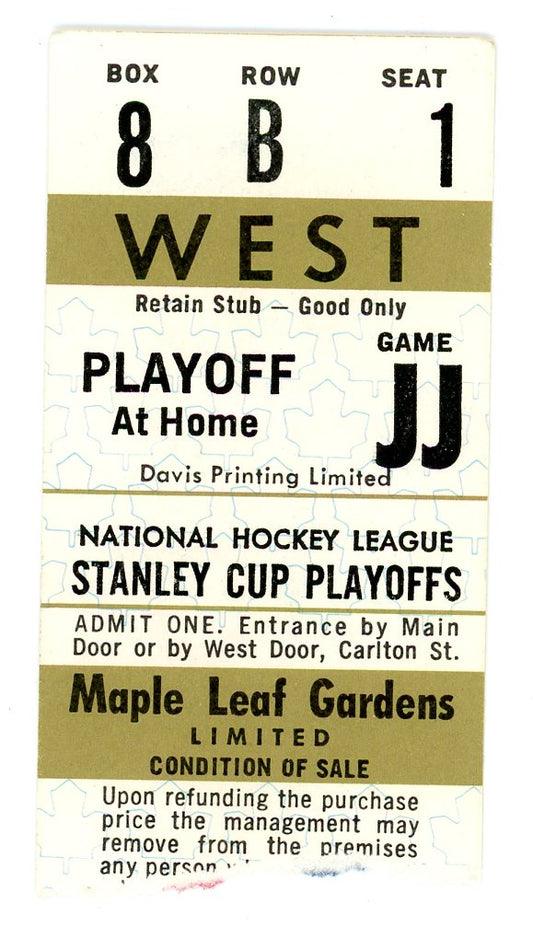 BOX ROW SEAT
8 B 1
WEST
Retain Stub — Good Only
GAME
PLAYOFF
JJ
At Home
Davis Printing Limited
NATIONAL HOCKEY LEAGUE
STANLEY CUP PLAYOFFS
ADMIT ONE. Entrance by Main
Door or by West Door, Carlton St.
Maple Leaf Gardens
LIMITED
CONDITION OF SALE
Upon refunding the purchase
price the management may
remove from the premises
any person